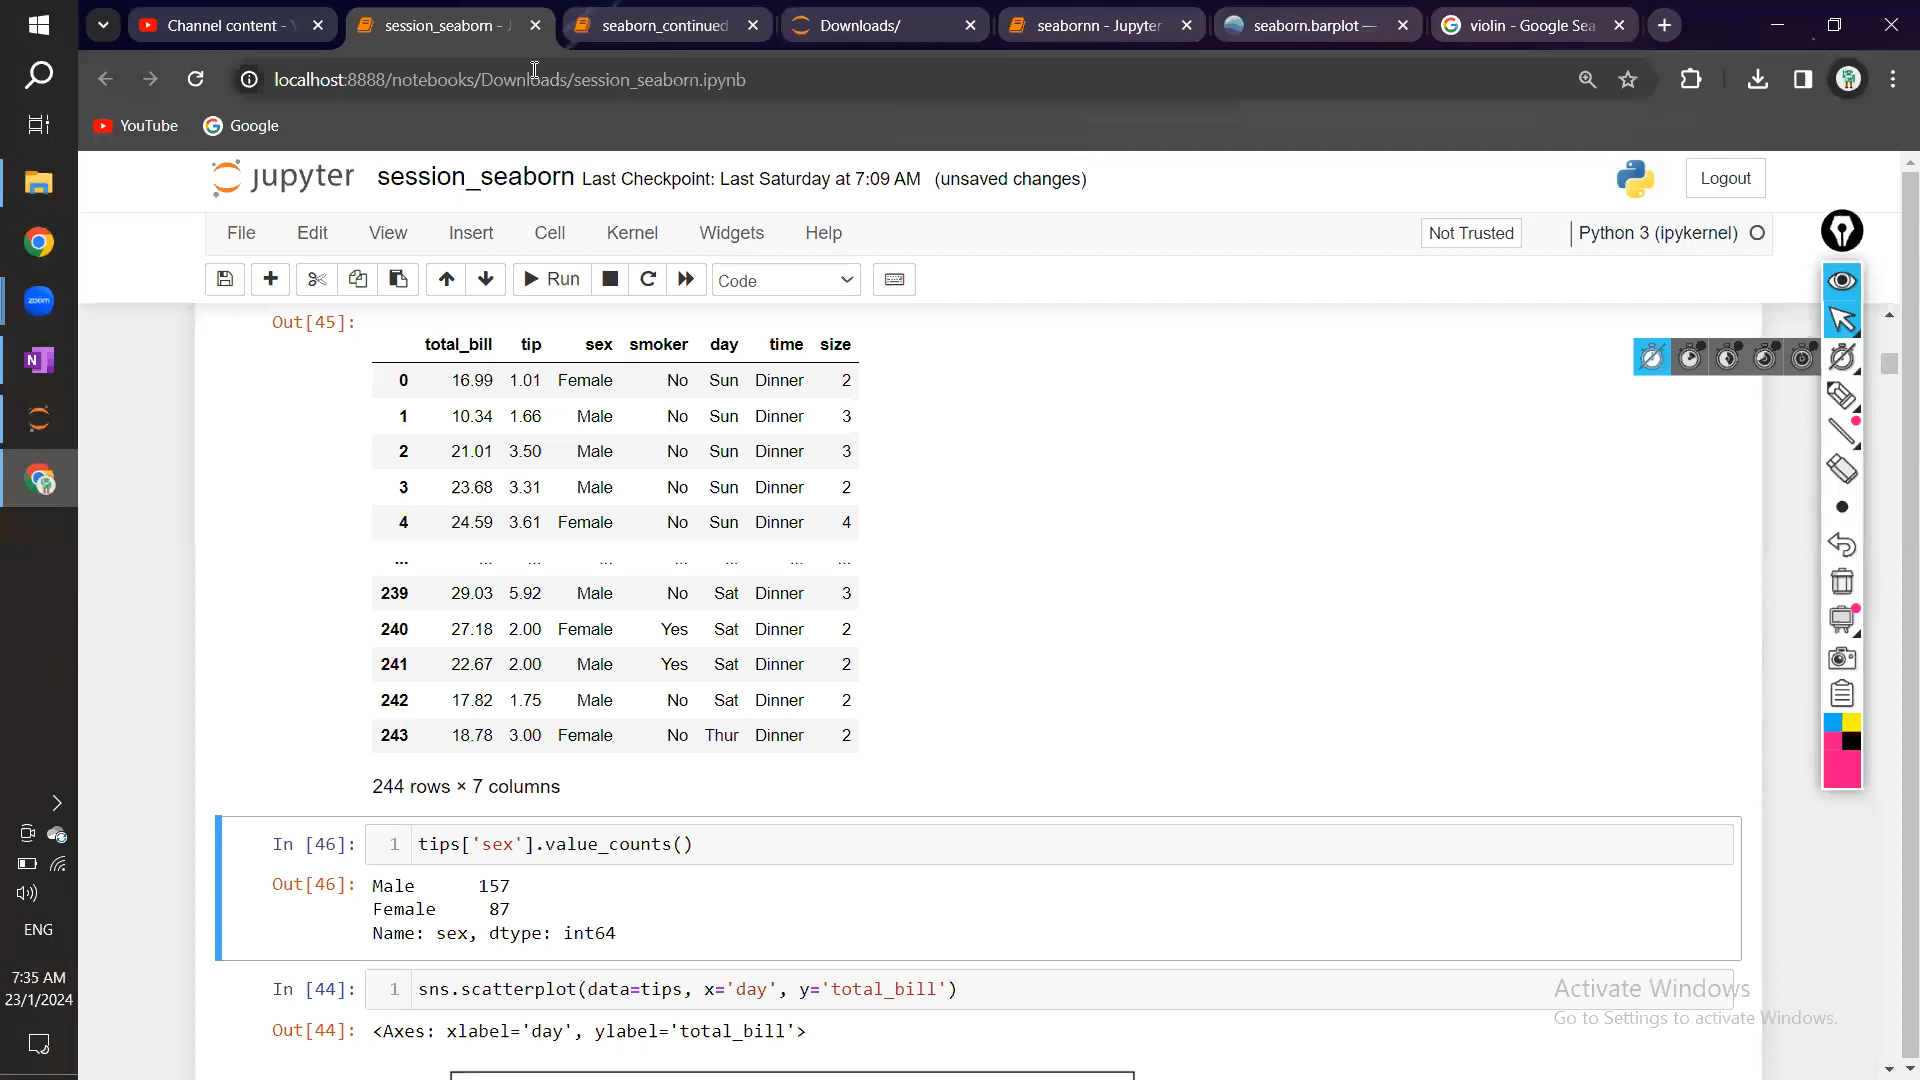 Channel content -
session_seaborn - J
seaborn_continued
Downloads/
seabornn - Jupyter
seaborn.barplot —
violin - Google Sea
localhost:8888/notebooks/Downloads/session_seaborn.ipynb
YouTube
Google
jupyter session_seaborn Last Checkpoint: Last Saturday at 7:09 AM (unsaved changes)
Logout
File Edit View Insert Cell Kernel Widgets Help
Not Trusted
Python 3 (ipykernel)
Run
Code
Out[45]:
total_bill tip sex smoker day time size
0 16.99 1.01 Female No Sun Dinner 2
1 10.34 1.66 Male No Sun Dinner 3
2 21.01 3.50 Male No Sun Dinner 3
3 23.68 3.31 Male No Sun Dinner 2
4 24.59 3.61 Female No Sun Dinner 4
... ... ... ... ... ... ... ...
239 29.03 5.92 Male No Sat Dinner 3
240 27.18 2.00 Female Yes Sat Dinner 2
241 22.67 2.00 Male Yes Sat Dinner 2
242 17.82 1.75 Male No Sat Dinner 2
243 18.78 3.00 Female No Thur Dinner 2
244 rows × 7 columns
In [46]: 1 tips['sex'].value_counts()
Out[46]: Male 157
Female 87
Name: sex, dtype: int64
In [44]: 1 sns.scatterplot(data=tips, x='day', y='total_bill')
Out[44]: <Axes: xlabel='day', ylabel='total_bill'>
Activate Windows
Go to Settings to activate Windows.
zoom
N
ENG
7:35 AM
23/1/2024